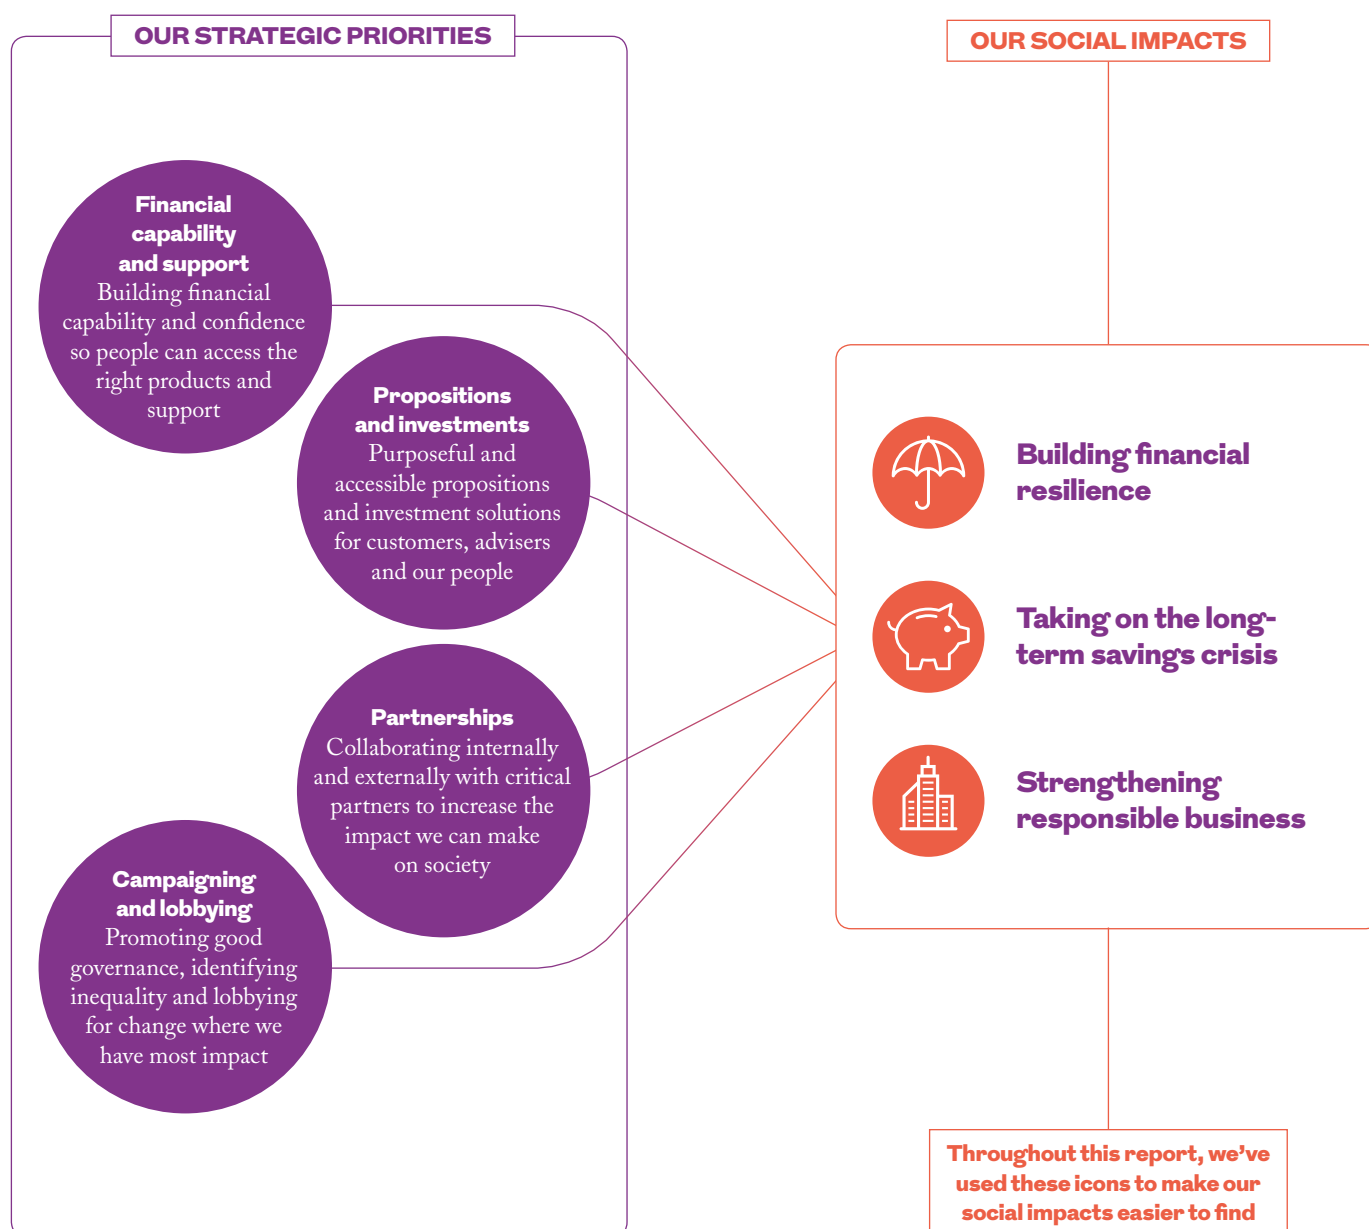 OUR STRATEGIC PRIORITIES
Financial
capability
and support
Building financial
capability and confidence
so people can access the
right products and
support
Propositions
and investments
Purposeful and
accessible propositions
and investment solutions
for customers, advisers
and our people
Partnerships
Collaborating internally
and externally with critical
partners to increase the
impact we can make
on society
Campaigning
and lobbying
Promoting good
governance, identifying
inequality and lobbying
for change where we
have most impact
OUR SOCIAL IMPACTS
Building financial
resilience
Taking on the long-
term savings crisis
Strengthening
responsible business
Throughout this report, we’ve
used these icons to make our
social impacts easier to find